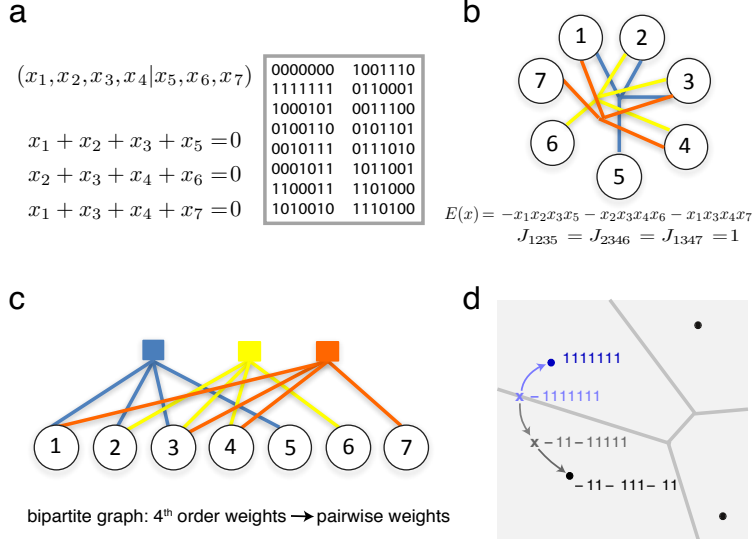 a
(x₁, x₂, x₃, x₄|x₅, x₆, x₇)
x₁ + x₂ + x₃ + x₅ =0
x₂ + x₃ + x₄ + x₆ =0
x₁ + x₃ + x₄ + x₇ =0
0000000 1001110
1111111 0110001
1000101 0011100
0100110 0101101
0010111 0111010
0001011 1011001
1100011 1101000
1010010 1110100
b
1
2
7
3
6
4
5
E(x) = −x₁x₂x₃x₅ − x₂x₃x₄x₆ − x₁x₃x₄x₇
J₁₂₃₅ = J₂₃₄₆ = J₁₃₄₇ =1
c
1 2 3 4 5 6 7
bipartite graph: 4th order weights → pairwise weights
d
1111111
x -1111111
x -11-11111
-11-111-11